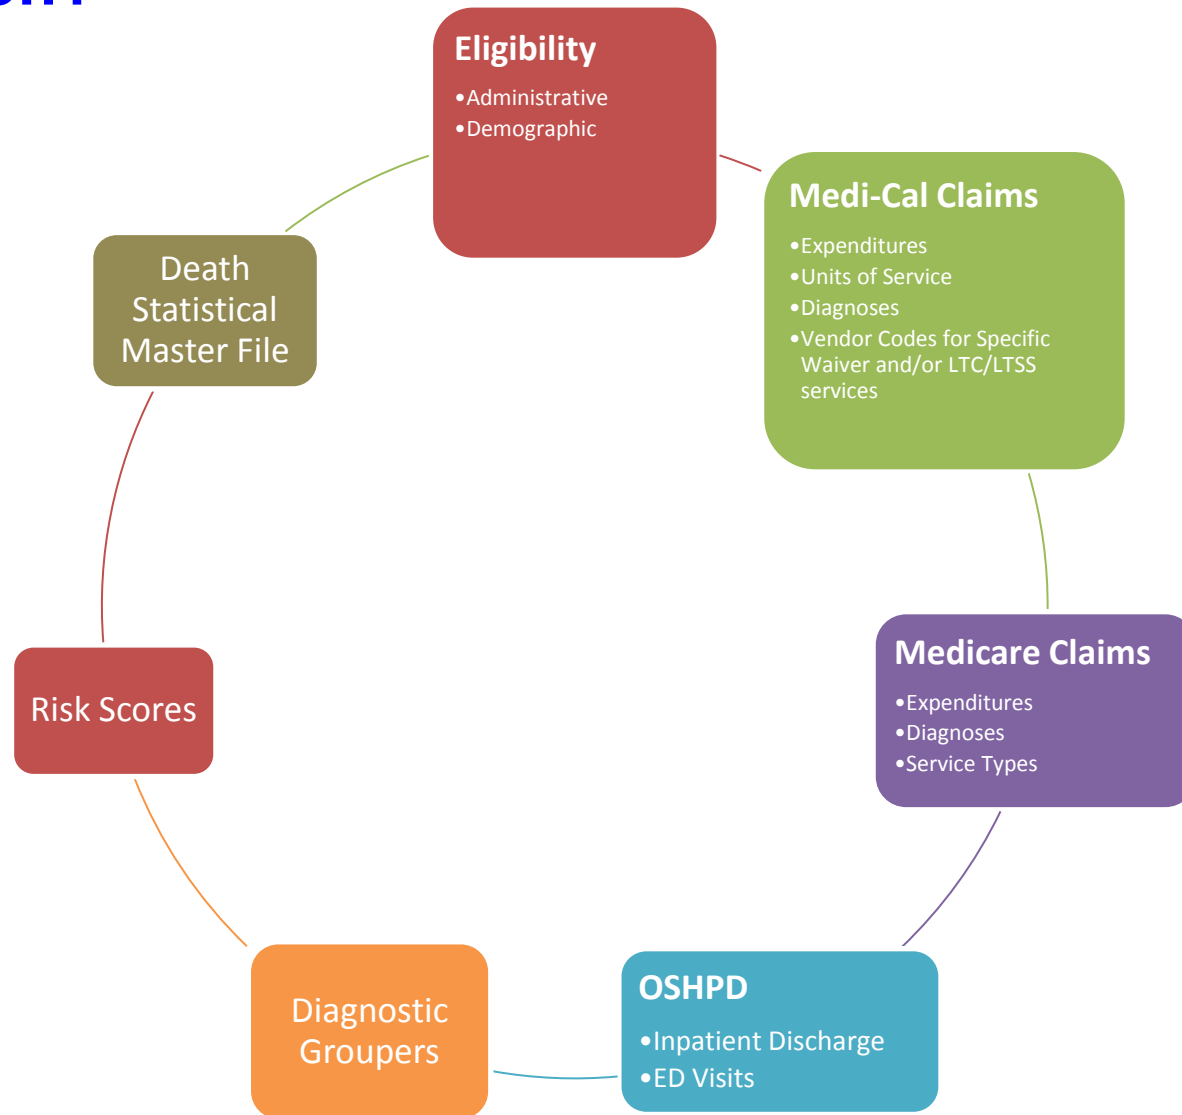 Eligibility
•Administrative
•Demographic
Medi-Cal Claims
•Expenditures
•Units of Service
•Diagnoses
•Vendor Codes for Specific
Waiver and/or LTC/LTSS
services
Medicare Claims
•Expenditures
•Diagnoses
•Service Types
OSHPD
•Inpatient Discharge
•ED Visits
Diagnostic
Groupers
Risk Scores
Death
Statistical
Master File